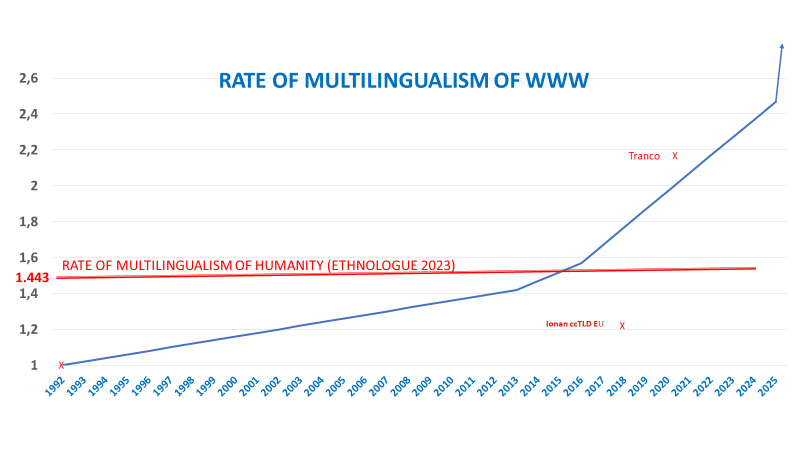 RATE OF MULTILINGUALISM OF WWW
2,6
2,4
2,2
2
1,8
1,6
1.443
1,4
1,2
1
Tranco X
RATE OF MULTILINGUALISM OF HUMANITY (ETHNOLOGUE 2023)
Ionan ccTLD EU X
X
1992 1993 1994 1995 1996 1997 1998 1999 2000 2001 2002 2003 2004 2005 2006 2007 2008 2009 2010 2011 2012 2013 2014 2015 2016 2017 2018 2019 2020 2021 2022 2023 2024 2025